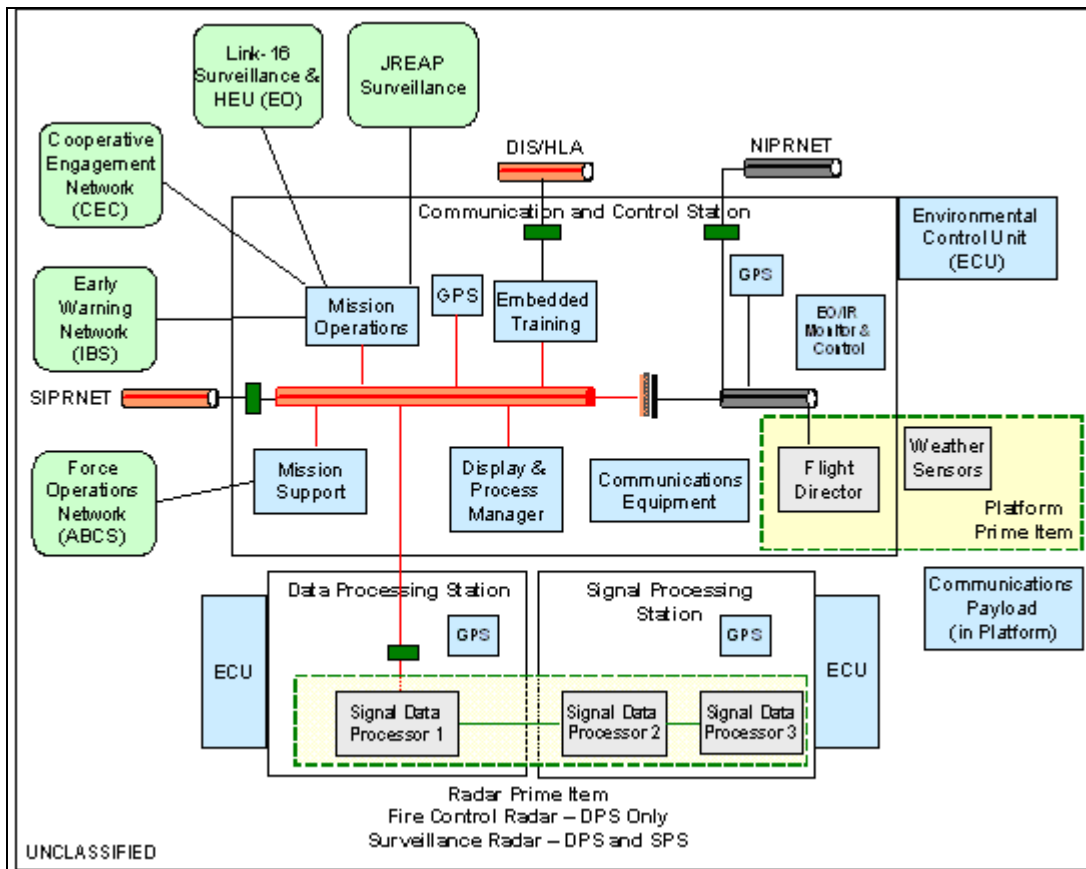 Link-16
Surveillance &
HEU (EO)
JREAP
Surveillance
Cooperative
Engagement
Network
(CEC)
DIS/HLA
NIPRNET
Communication and Control Station
Environmental
Control Unit
(ECU)
Early
Warning
Network
(IBS)
Mission
Operations
GPS
Embedded
Training
GPS
EO/IR
Monitor &
Control
SIPRNET
Force
Operations
Network
(ABCS)
Mission
Support
Display &
Process
Manager
Communications
Equipment
Flight
Director
Weather
Sensors
Platform
Prime Item
Data Processing Station
Signal Processing
Station
Communications
Payload
(in Platform)
ECU
GPS
GPS
ECU
Signal Data
Processor 1
Signal Data
Processor 2
Signal Data
Processor 3
Radar Prime Item
Fire Control Radar – DPS Only
Surveillance Radar – DPS and SPS
UNCLASSIFIED